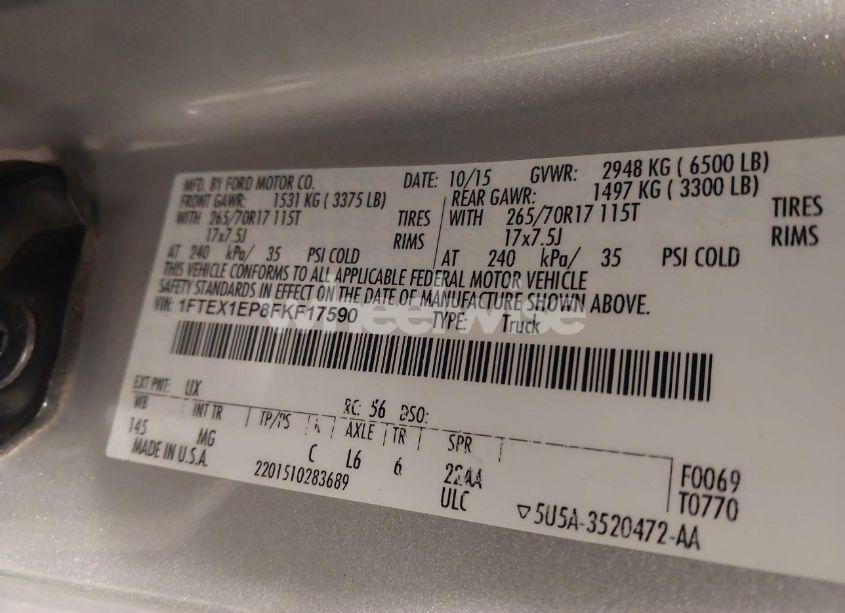 MFD. BY FORD MOTOR CO. DATE: 10/15 GVWR: 2948 KG ( 6500 LB)
FRONT GAWR: 1531 KG ( 3375 LB) REAR GAWR: 1497 KG ( 3300 LB)
WITH 265/70R17 115T TIRES WITH 265/70R17 115T TIRES
17x7.5J RIMS 17x7.5J RIMS
AT 240 kPa/ 35 PSI COLD AT 240 kPa/ 35 PSI COLD
THIS VEHICLE CONFORMS TO ALL APPLICABLE FEDERAL MOTOR VEHICLE
SAFETY STANDARDS IN EFFECT ON THE DATE OF MANUFACTURE SHOWN ABOVE.
VIN: 1FTEX1EP8FKF17590 TYPE: Truck
wheelwise
EXT PNT: UX RC: 56 DSO:
WB INT TR TP/PS R AXLE TR SPR
145 MG C L6 6 22AA
MADE IN U.S.A. 2201510283689 ULC
F0069
T0770
5U5A-3520472-AA